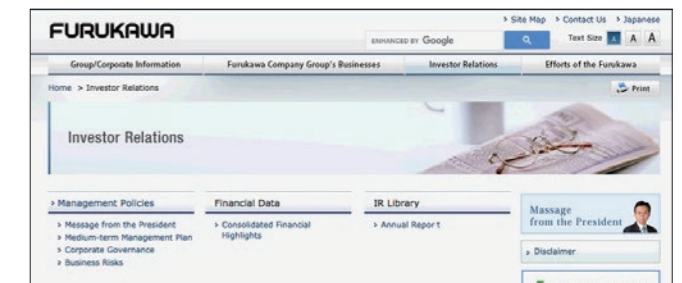 › Site Map › Contact Us › Japanese
FURUKAWA
ENHANCED BY Google
Text Size A A A
Group/Corporate Information Furukawa Company Group's Businesses Investor Relations Efforts of the Furukawa
Home > Investor Relations
Print
Investor Relations
› Management Policies Financial Data IR Library
Massage
from the President
› Message from the President › Consolidated Financial › Annual Report
› Medium-term Management Plan Highlights
› Corporate Governance
› Business Risks
› Disclaimer